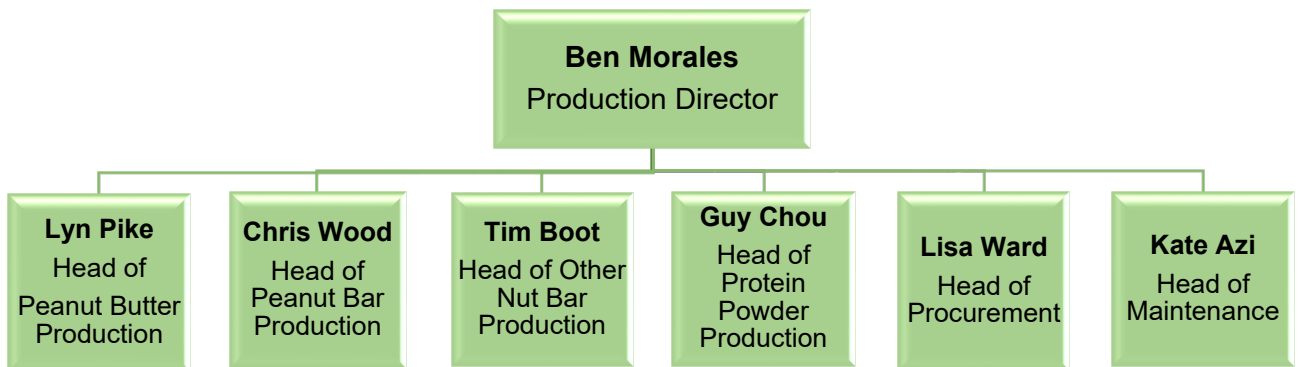 Ben Morales
Production Director
Lyn Pike
Head of
Peanut Butter
Production
Chris Wood
Head of
Peanut Bar
Production
Tim Boot
Head of Other
Nut Bar
Production
Guy Chou
Head of
Protein
Powder
Production
Lisa Ward
Head of
Procurement
Kate Azi
Head of
Maintenance